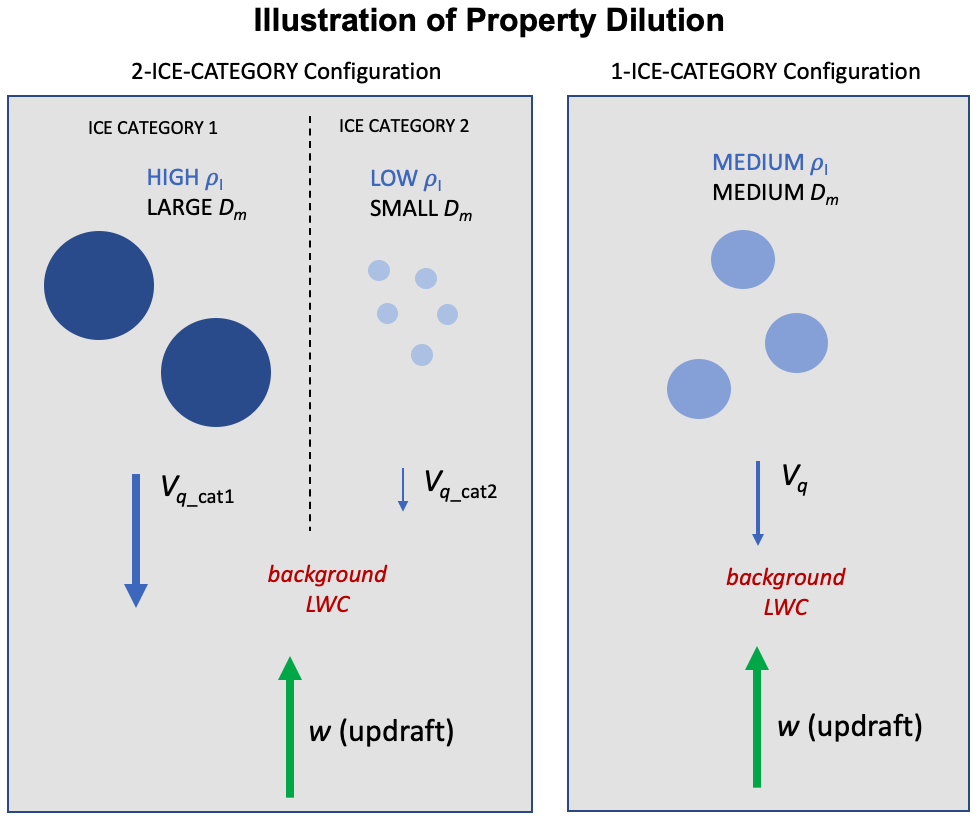 Illustration of Property Dilution
2-ICE-CATEGORY Configuration
ICE CATEGORY 1
HIGH ρI
LARGE Dm
Vq_cat1
ICE CATEGORY 2
LOW ρI
SMALL Dm
Vq_cat2
background
LWC
w (updraft)
1-ICE-CATEGORY Configuration
MEDIUM ρI
MEDIUM Dm
Vq
background
LWC
w (updraft)